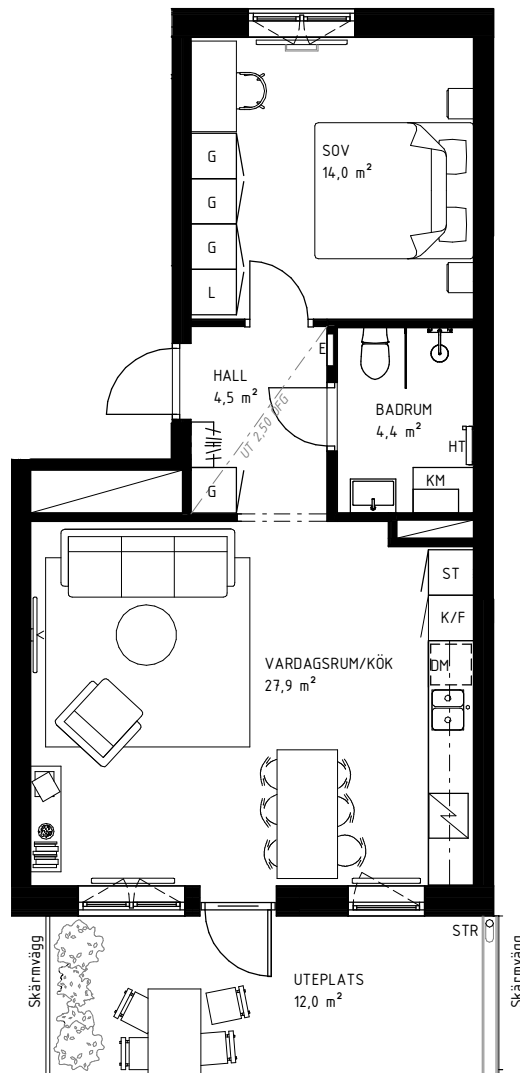 SOV
14,0 m²
G
G
G
L
E
HALL
4,5 m²
UT 2,50 ÖFG
BADRUM
4,4 m²
HT
KM
G
ST
K/F
VARDAGSRUM/KÖK
27,9 m²
DM
STR
Skärmvägg
UTEPLATS
12,0 m²
Skärmvägg